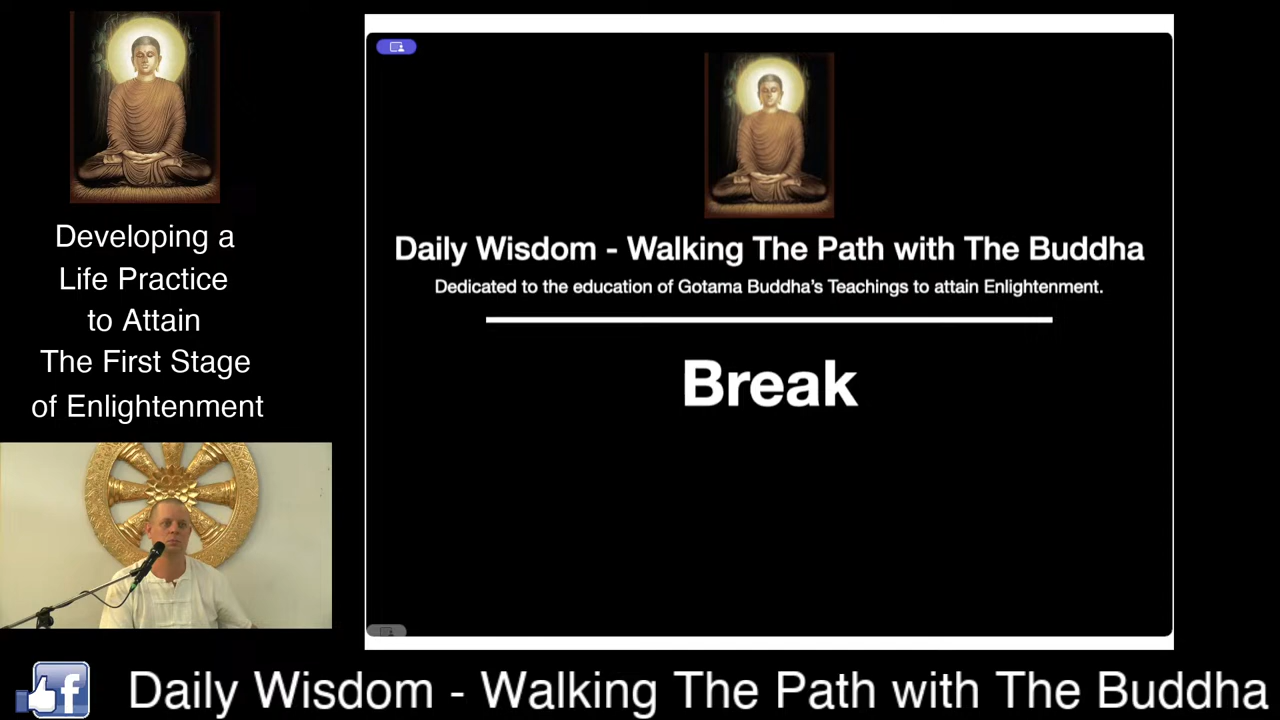 Developing a
Life Practice
to Attain
The First Stage
of Enlightenment
Daily Wisdom - Walking The Path with The Buddha
Dedicated to the education of Gotama Buddha's Teachings to attain Enlightenment.
Break
f
Daily Wisdom - Walking The Path with The Buddha